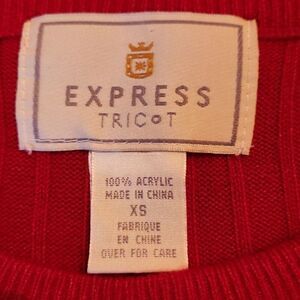 EXPRESS
TRICOT
100% ACRYLIC
MADE IN CHINA
XS
FABRIQUE
EN CHINE
OVER FOR CARE